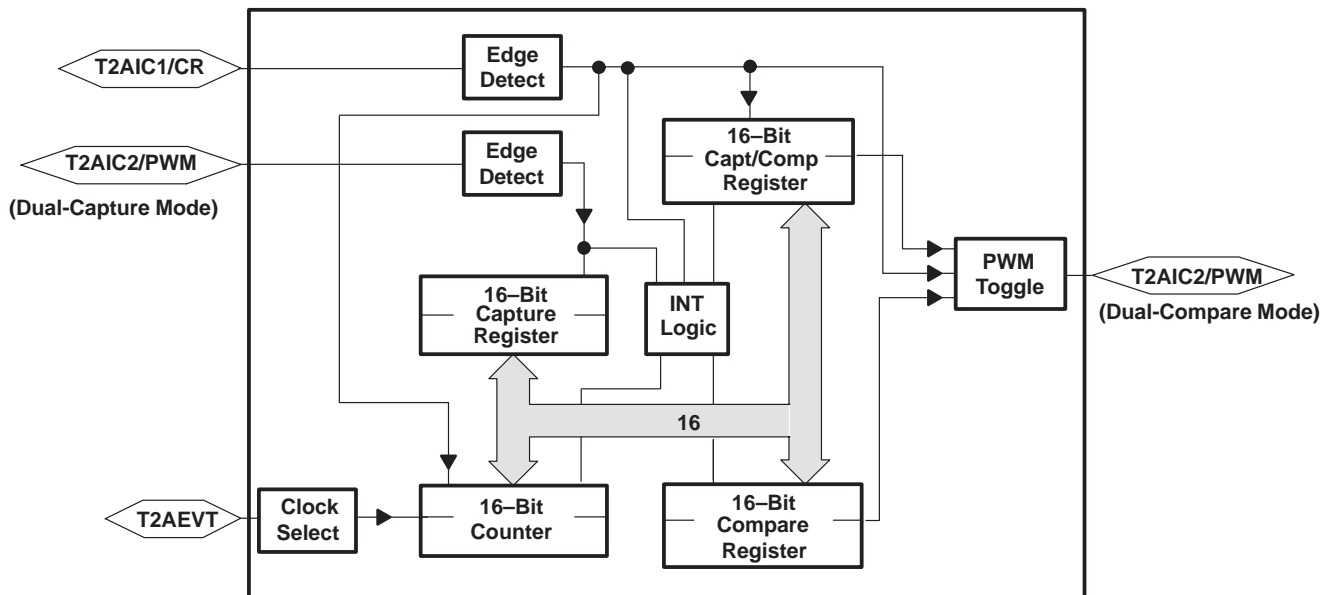 T2AIC1/CR
Edge
Detect
T2AIC2/PWM
(Dual-Capture Mode)
Edge
Detect
16–Bit
Capt/Comp
Register
16–Bit
Capture
Register
INT
Logic
PWM
Toggle
T2AIC2/PWM
(Dual-Compare Mode)
16
T2AEVT
Clock
Select
16–Bit
Counter
16–Bit
Compare
Register